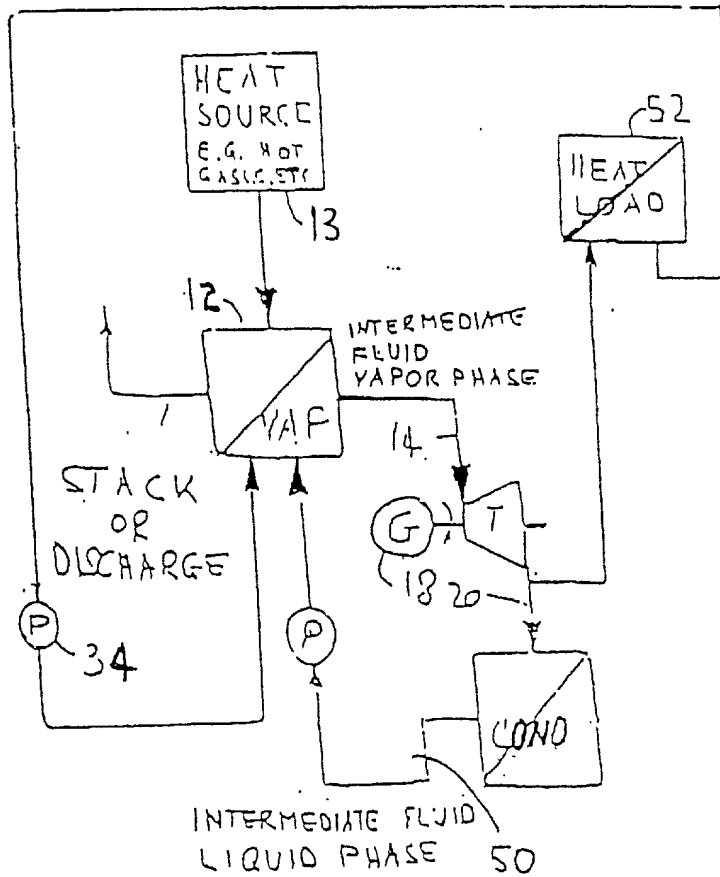 HEAT
SOURCE
E.G. HOT
GASES, ETC
13
52
HEAT
LOAD
12
INTERMEDIATE
FLUID
VAPOR PHASE
VAP
14
STACK
OR
DISCHARGE
G
T
18
20
P
34
P
COND
INTERMEDIATE FLUID
LIQUID PHASE
50